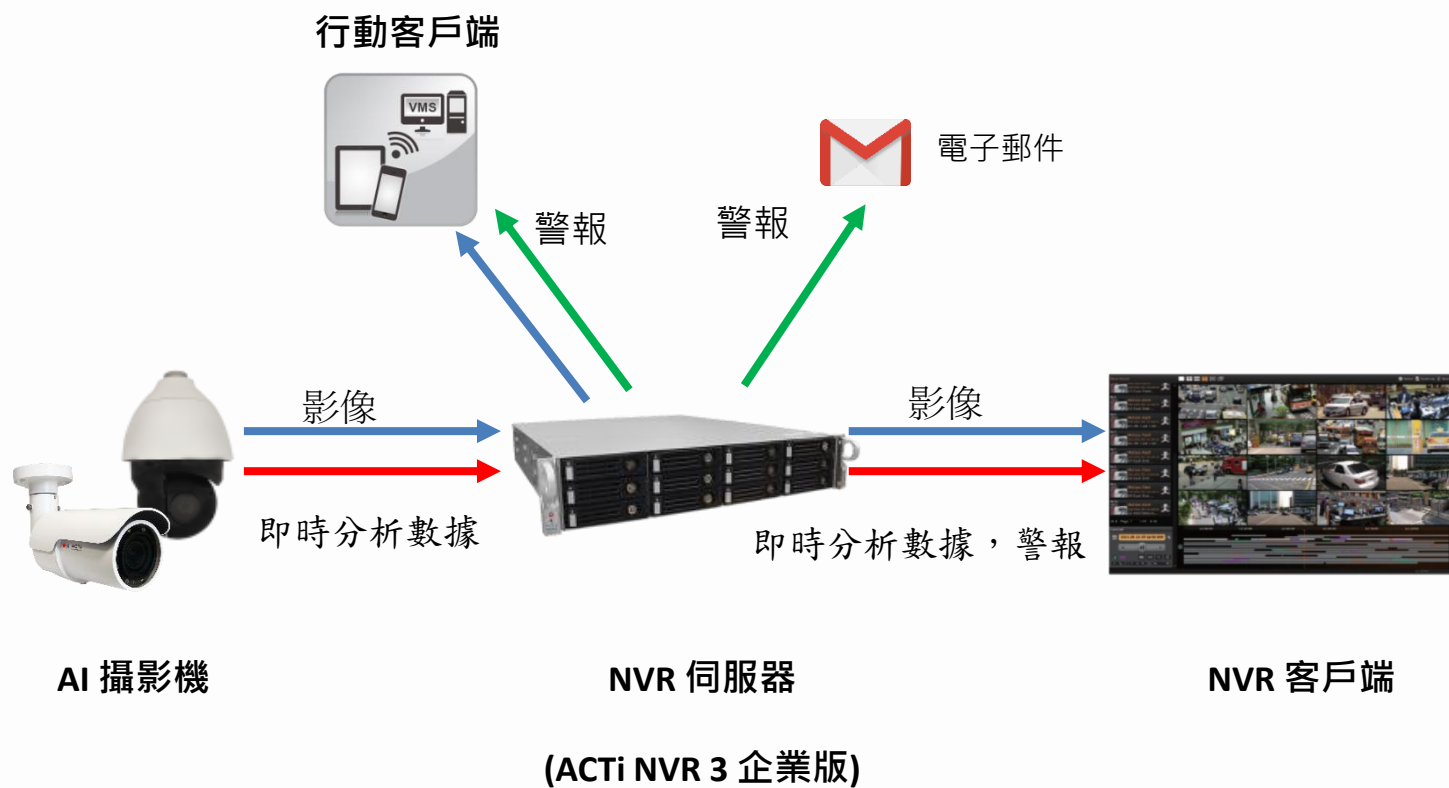 行動客戶端
VMS
電子郵件
警報
警報
影像
影像
即時分析數據
即時分析數據，警報
AI 攝影機
NVR 伺服器
NVR 客戶端
(ACTi NVR 3 企業版)